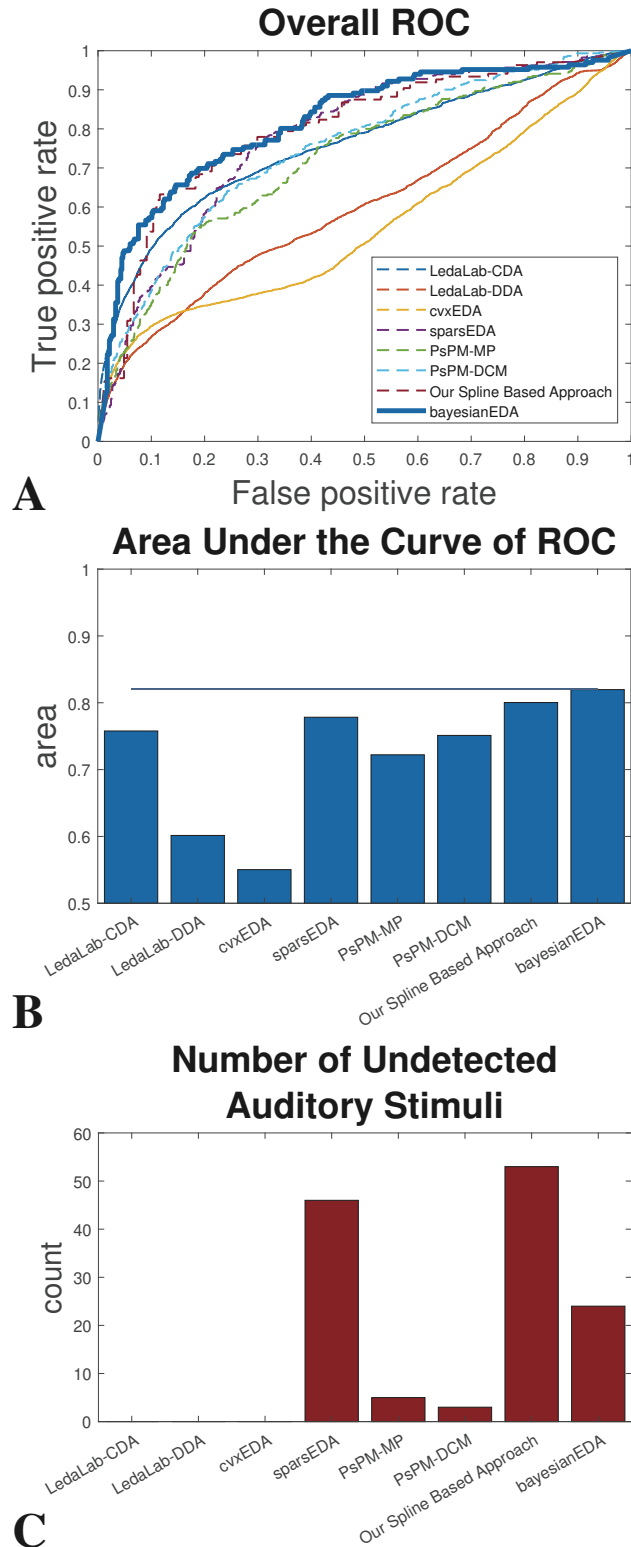 Overall ROC
1
0.9
0.8
0.7
0.6
0.5
0.4
0.3
0.2
0.1
0
True positive rate
LedaLab-CDA
LedaLab-DDA
cvxEDA
sparsEDA
PsPM-MP
PsPM-DCM
Our Spline Based Approach
bayesianEDA
0 0.1 0.2 0.3 0.4 0.5 0.6 0.7 0.8 0.9 1
False positive rate
A
Area Under the Curve of ROC
1
0.9
0.8
0.7
0.6
0.5
area
LedaLab-CDA
LedaLab-DDA
cvxEDA
sparsEDA
PsPM-MP
PsPM-DCM
Our Spline Based Approach
bayesianEDA
B
Number of Undetected
Auditory Stimuli
60
50
40
30
20
10
0
count
LedaLab-CDA
LedaLab-DDA
cvxEDA
sparsEDA
PsPM-MP
PsPM-DCM
Our Spline Based Approach
bayesianEDA
C